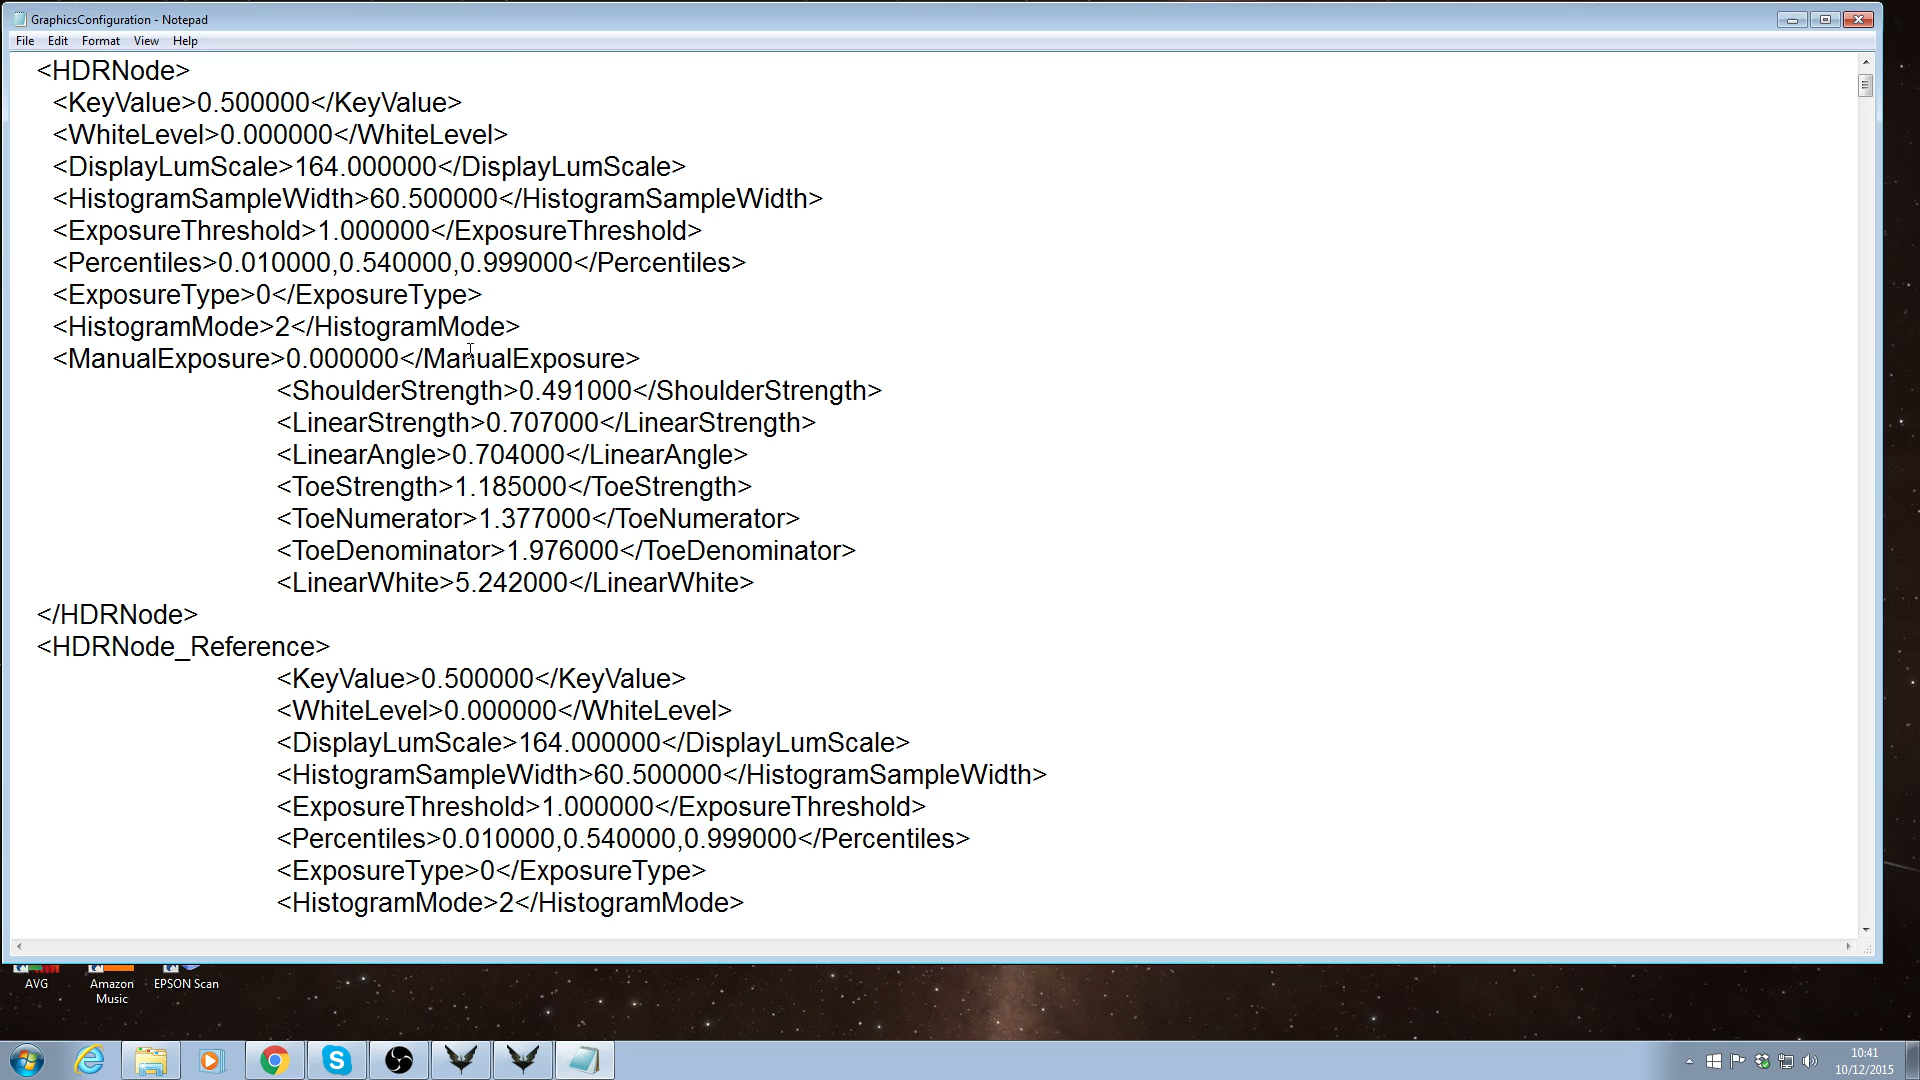 GraphicsConfiguration - Notepad
File Edit Format View Help
<HDRNode>
<KeyValue>0.500000</KeyValue>
<WhiteLevel>0.000000</WhiteLevel>
<DisplayLumScale>164.000000</DisplayLumScale>
<HistogramSampleWidth>60.500000</HistogramSampleWidth>
<ExposureThreshold>1.000000</ExposureThreshold>
<Percentiles>0.010000,0.540000,0.999000</Percentiles>
<ExposureType>0</ExposureType>
<HistogramMode>2</HistogramMode>
<ManualExposure>0.000000</ManualExposure>
<ShoulderStrength>0.491000</ShoulderStrength>
<LinearStrength>0.707000</LinearStrength>
<LinearAngle>0.704000</LinearAngle>
<ToeStrength>1.185000</ToeStrength>
<ToeNumerator>1.377000</ToeNumerator>
<ToeDenominator>1.976000</ToeDenominator>
<LinearWhite>5.242000</LinearWhite>
</HDRNode>
<HDRNode_Reference>
<KeyValue>0.500000</KeyValue>
<WhiteLevel>0.000000</WhiteLevel>
<DisplayLumScale>164.000000</DisplayLumScale>
<HistogramSampleWidth>60.500000</HistogramSampleWidth>
<ExposureThreshold>1.000000</ExposureThreshold>
<Percentiles>0.010000,0.540000,0.999000</Percentiles>
<ExposureType>0</ExposureType>
<HistogramMode>2</HistogramMode>
AVG
Amazon
Music
EPSON Scan
10:41
10/12/2015